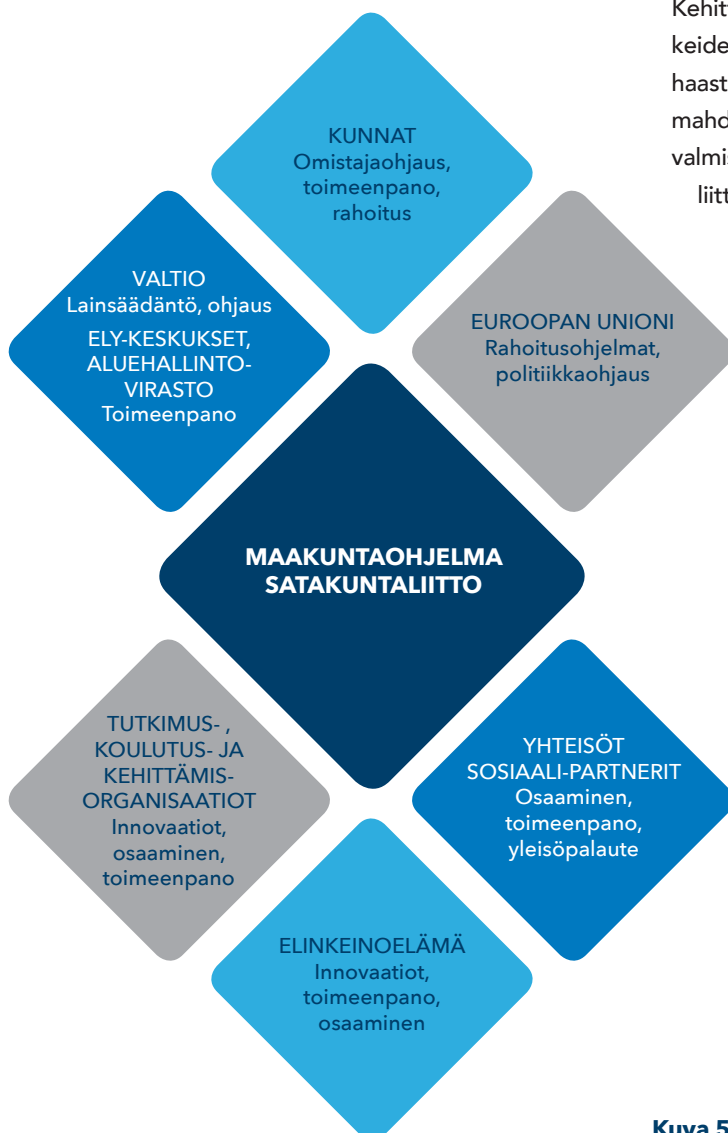 Kehit
keide
haast
mahd
valmis
liitt
KUNNAT
Omistajaohjaus,
toimeenpano,
rahoitus
VALTIO
Lainsäädäntö, ohjaus
ELY-KESKUKSET,
ALUEHALLINTO-
VIRASTO
Toimeenpano
EUROOPAN UNIONI
Rahoitusohjelmat,
politiikkaohjaus
MAAKUNTAOHJELMA
SATAKUNTALIITTO
TUTKIMUS- ,
KOULUTUS- JA
KEHITTÄMIS-
ORGANISAATIOT
Innovaatiot,
osaaminen,
toimeenpano
YHTEISÖT
SOSIAALI-PARTNERIT
Osaaminen,
toimeenpano,
yleisöpalaute
ELINKEINOELÄMÄ
Innovaatiot,
toimeenpano,
osaaminen
Kuva 5